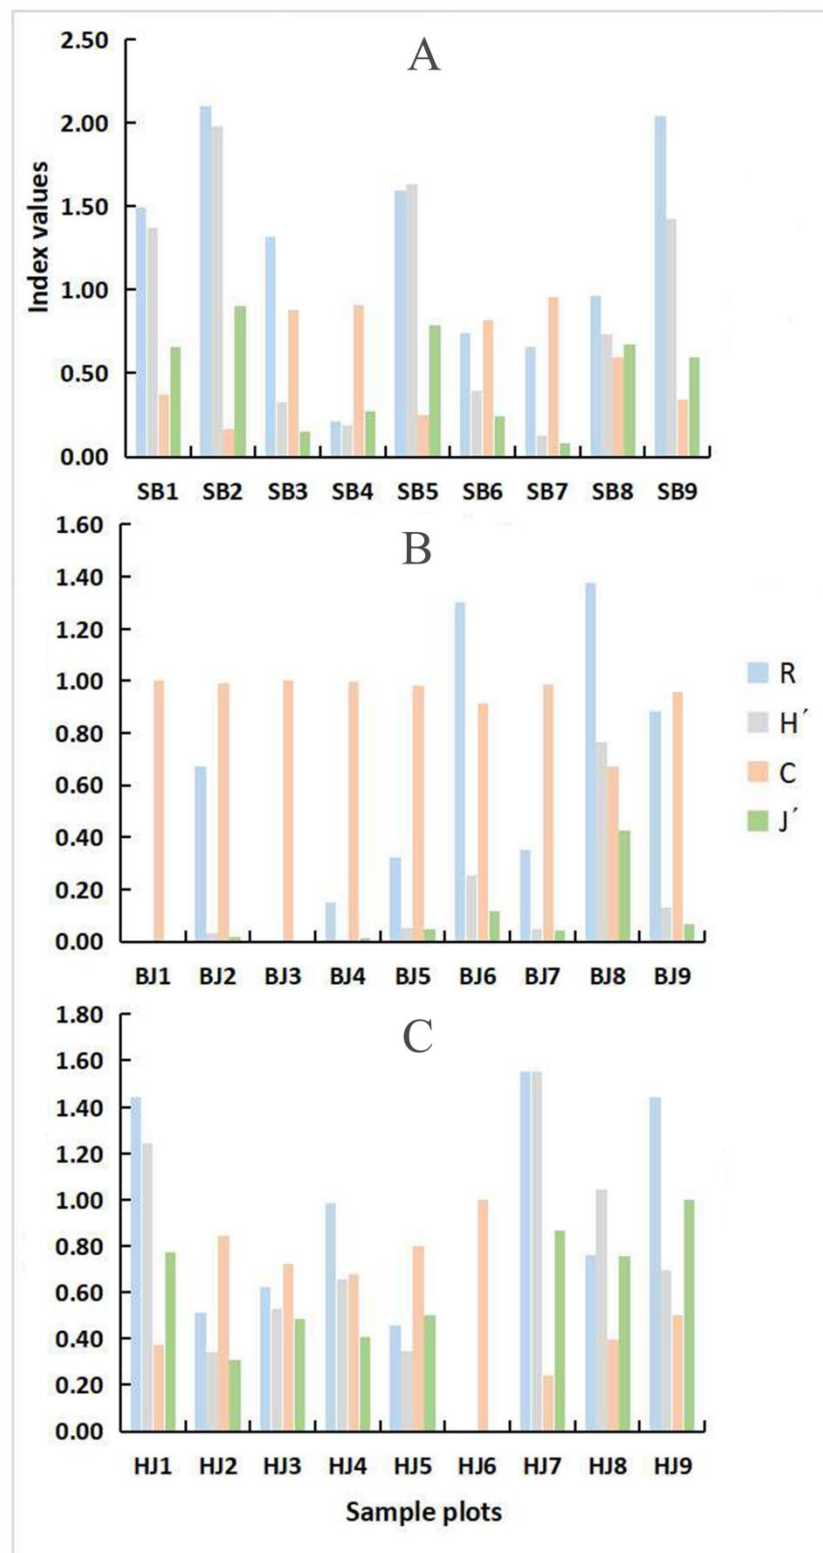 A
2.50
2.00
1.50
1.00
0.50
0.00
Index values
SB1 SB2 SB3 SB4 SB5 SB6 SB7 SB8 SB9
B
1.60
1.40
1.20
1.00
0.80
0.60
0.40
0.20
0.00
BJ1 BJ2 BJ3 BJ4 BJ5 BJ6 BJ7 BJ8 BJ9
R
H´
C
J´
C
1.80
1.60
1.40
1.20
1.00
0.80
0.60
0.40
0.20
0.00
HJ1 HJ2 HJ3 HJ4 HJ5 HJ6 HJ7 HJ8 HJ9
Sample plots